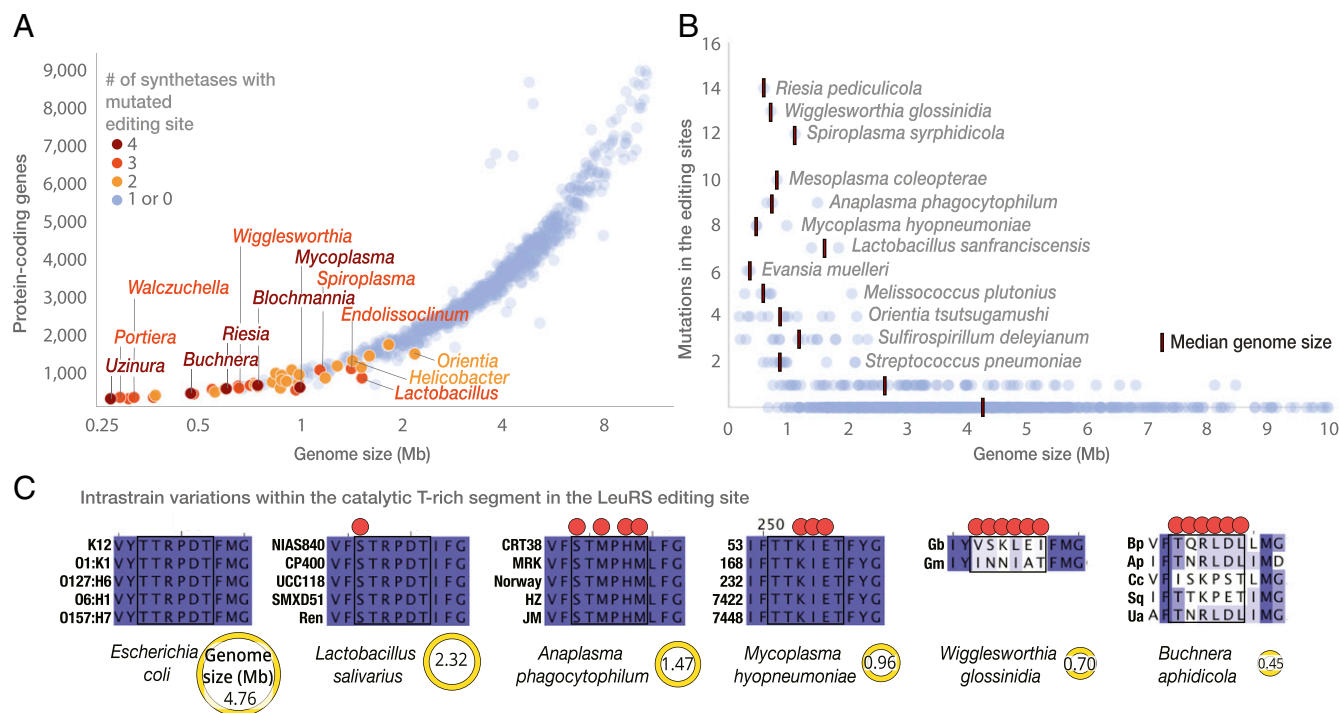 A
# of synthetases with
mutated
editing site
4
3
2
1 or 0
Protein-coding genes
9,000
8,000
7,000
6,000
5,000
4,000
3,000
2,000
1,000
Wigglesworthia
Mycoplasma
Walczuchella
Spiroplasma
Blochmannia
Endolissoclinum
Portiera
Riesia
Uzinura
Buchnera
Orientia
Helicobacter
Lactobacillus
0.25 0.5 1 2 4 8
Genome size (Mb)
B
Mutations in the editing sites
16
14
12
10
8
6
4
2
Riesia pediculicola
Wigglesworthia glossinidia
Spiroplasma syrphidicola
Mesoplasma coleopterae
Anaplasma phagocytophilum
Mycoplasma hyopneumoniae
Lactobacillus sanfranciscensis
Evansia muelleri
Melissococcus plutonius
Orientia tsutsugamushi
Sulfirospirillum deleyianum
Streptococcus pneumoniae
Median genome size
0 1 2 3 4 5 6 7 8 9 10
Genome size (Mb)
C
Intrastrain variations within the catalytic T-rich segment in the LeuRS editing site
K12 VYTTRPDTFMG
O1:K1 VYTTRPDTFMG
O127:H6 VYTTRPDTFMG
O6:H1 VYTTRPDTFMG
O157:H7 VYTTRPDTFMG
Escherichia
coli
Genome
size (Mb)
4.76
NIAS840 VFSTRPDTIFG
CP400 VFSTRPDTIFG
UCC118 VFSTRPDTIFG
SMXD51 VFSTRPDTIFG
Ren VFSTRPDTIFG
Lactobacillus
salivarius
2.32
CRT38 VFSTMPHMLFG
MRK VFSTMPHMLFG
Norway VFSTMPHMLFG
HZ VFSTMPHMLFG
JM VFSTMPHMLFG
Anaplasma
phagocytophilum
1.47
250
53 IFTTKIETFYG
168 IFTTKIETFYG
232 IFTTKIETFYG
7422 IFTTKIETFYG
7448 IFTTKIETFYG
Mycoplasma
hyopneumoniae
0.96
Gb IYVSKLEIFMG
Gm IYINNIATFMG
Wigglesworthia
glossinidia
0.70
Bp VFTQRLDLLMG
Ap IFTNRLDLIMD
Cc VFISKPSTLMG
Sq IFTTKPETIMG
Ua AFTNRLDLIMG
Buchnera
aphidicola
0.45